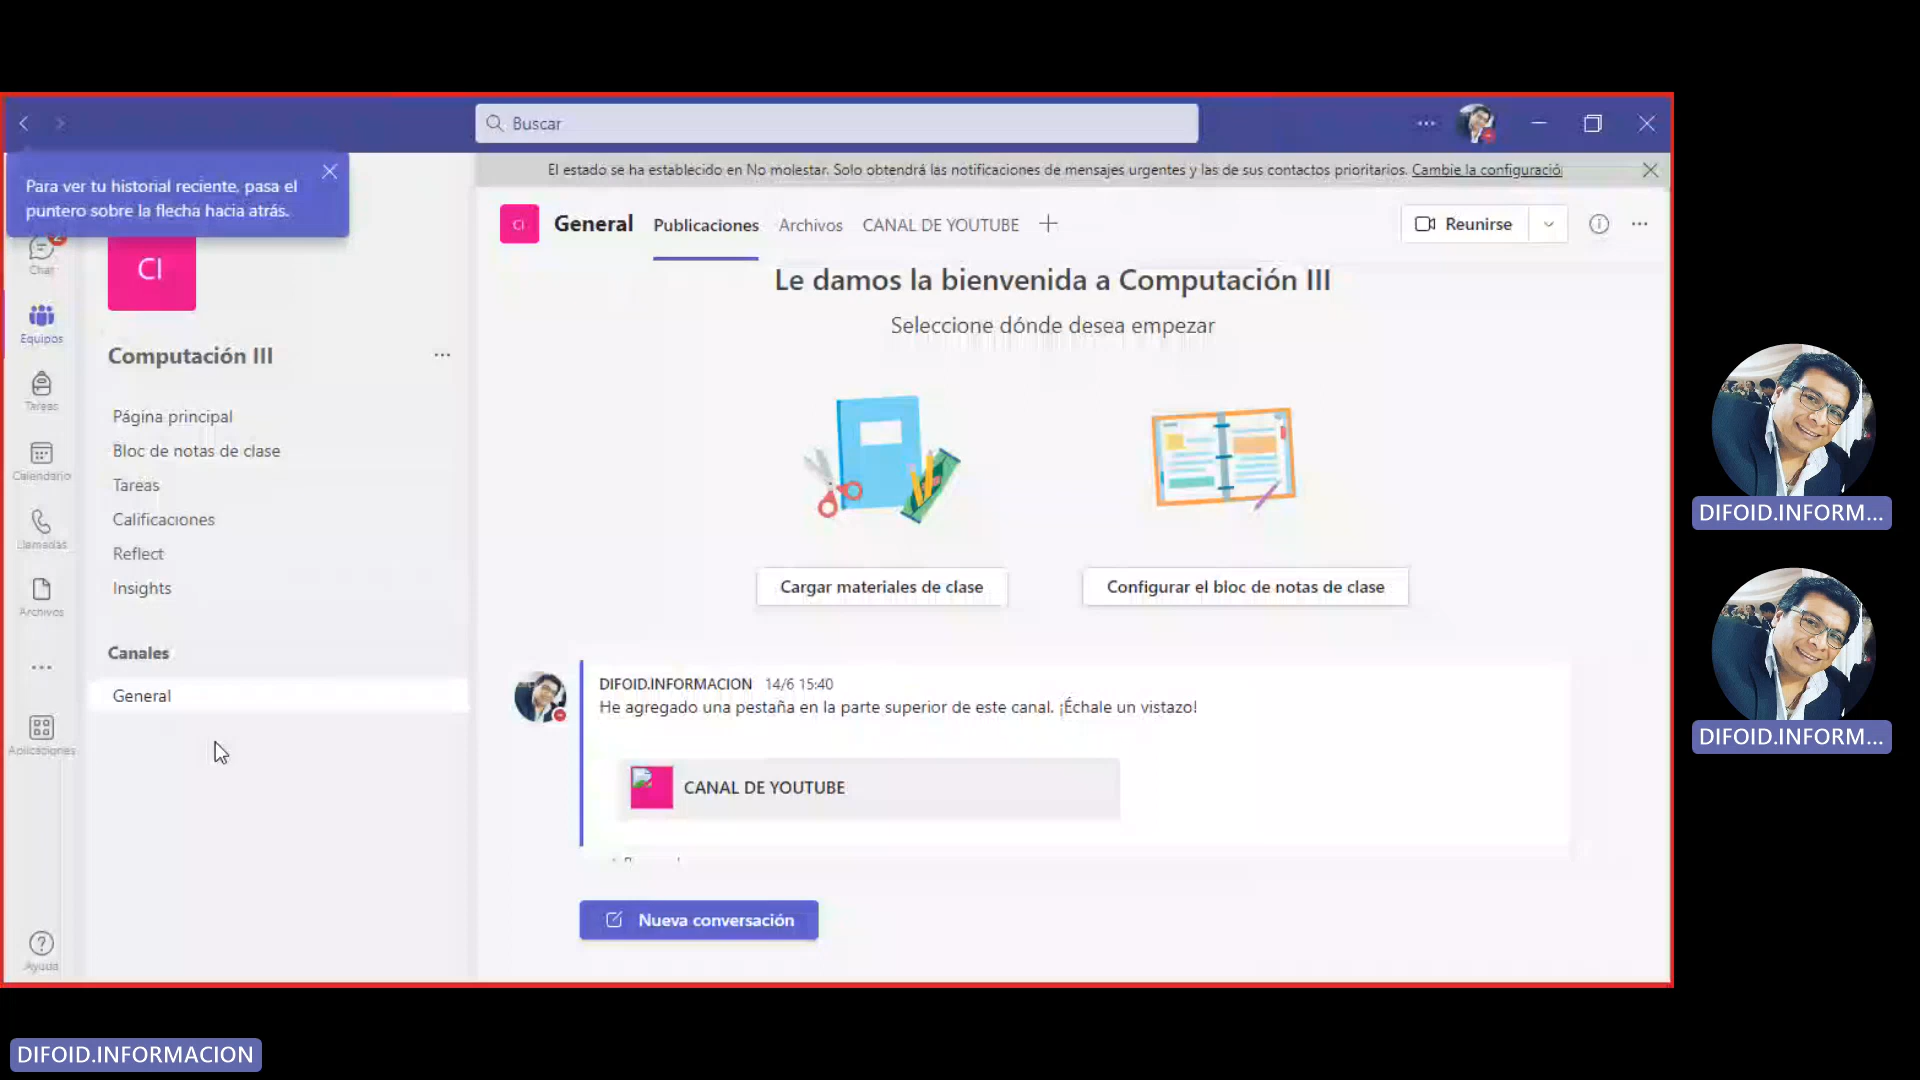 Buscar
Para ver tu historial reciente, pasa el
puntero sobre la flecha hacia atrás.
El estado se ha establecido en No molestar. Solo obtendrá las notificaciones de mensajes urgentes y las de sus contactos prioritarios. Cambie la configuració
CI
General
Publicaciones
Archivos
CANAL DE YOUTUBE
Reunirse
Chat
2
Equipos
Tareas
Calendario
Llamadas
Archivos
Aplicaciones
Ayuda
CI
Computación III
Página principal
Bloc de notas de clase
Tareas
Calificaciones
Reflect
Insights
Canales
General
Le damos la bienvenida a Computación III
Seleccione dónde desea empezar
Cargar materiales de clase
Configurar el bloc de notas de clase
DIFOID.INFORMACION 14/6 15:40
He agregado una pestaña en la parte superior de este canal. ¡Échale un vistazo!
CANAL DE YOUTUBE
Nueva conversación
DIFOID.INFORM...
DIFOID.INFORM...
DIFOID.INFORMACION